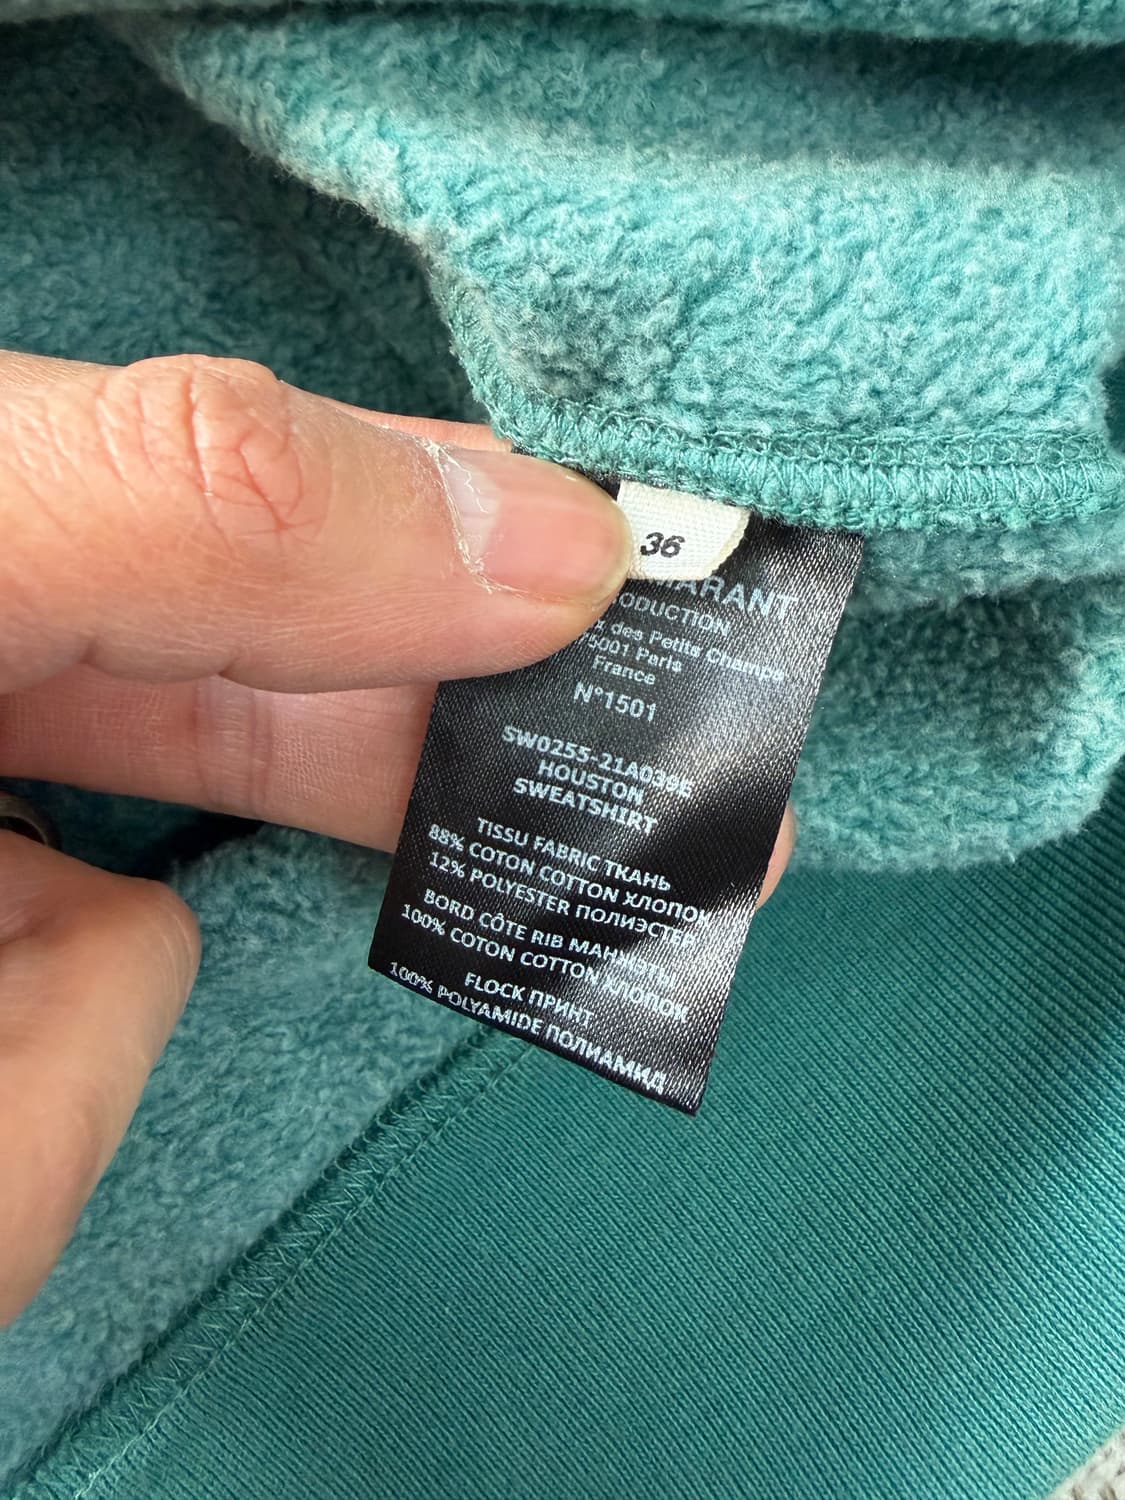 36
ODUCTION
des Petits Champs
75001 Paris
France
N°1501
SW0255-21A039E
HOUSTON
SWEATSHIRT
TISSU FABRIC ТКАНЬ
88% COTON COTTON ХЛОПОК
12% POLYESTER ПОЛИЭСТЕР
BORD CÔTE RIB МАНЖЕТЫ
100% COTON COTTON ХЛОПОК
FLOCK ПРИНТ
100% POLYAMIDE ПОЛИАМИД